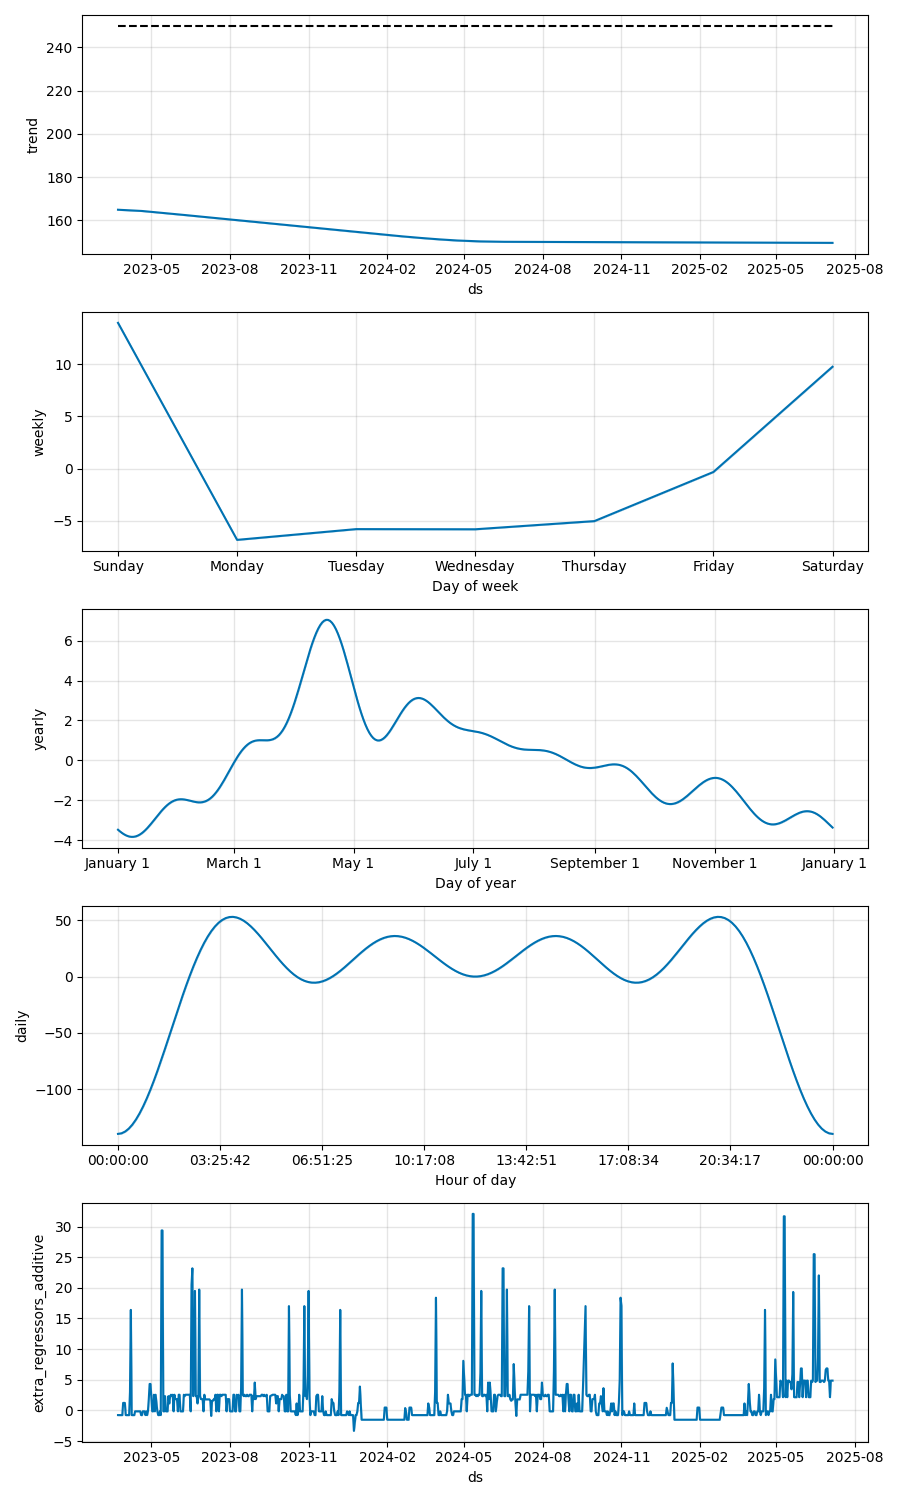 240
220
200
180
160
trend
2023-05 2023-08 2023-11 2024-02 2024-05 2024-08 2024-11 2025-02 2025-05 2025-08
ds
10
5
0
−5
weekly
Sunday Monday Tuesday Wednesday Thursday Friday Saturday
Day of week
6
4
2
0
−2
−4
yearly
January 1 March 1 May 1 July 1 September 1 November 1 January 1
Day of year
50
0
−50
−100
daily
00:00:00 03:25:42 06:51:25 10:17:08 13:42:51 17:08:34 20:34:17 00:00:00
Hour of day
30
25
20
15
10
5
0
−5
extra_regressors_additive
2023-05 2023-08 2023-11 2024-02 2024-05 2024-08 2024-11 2025-02 2025-05 2025-08
ds